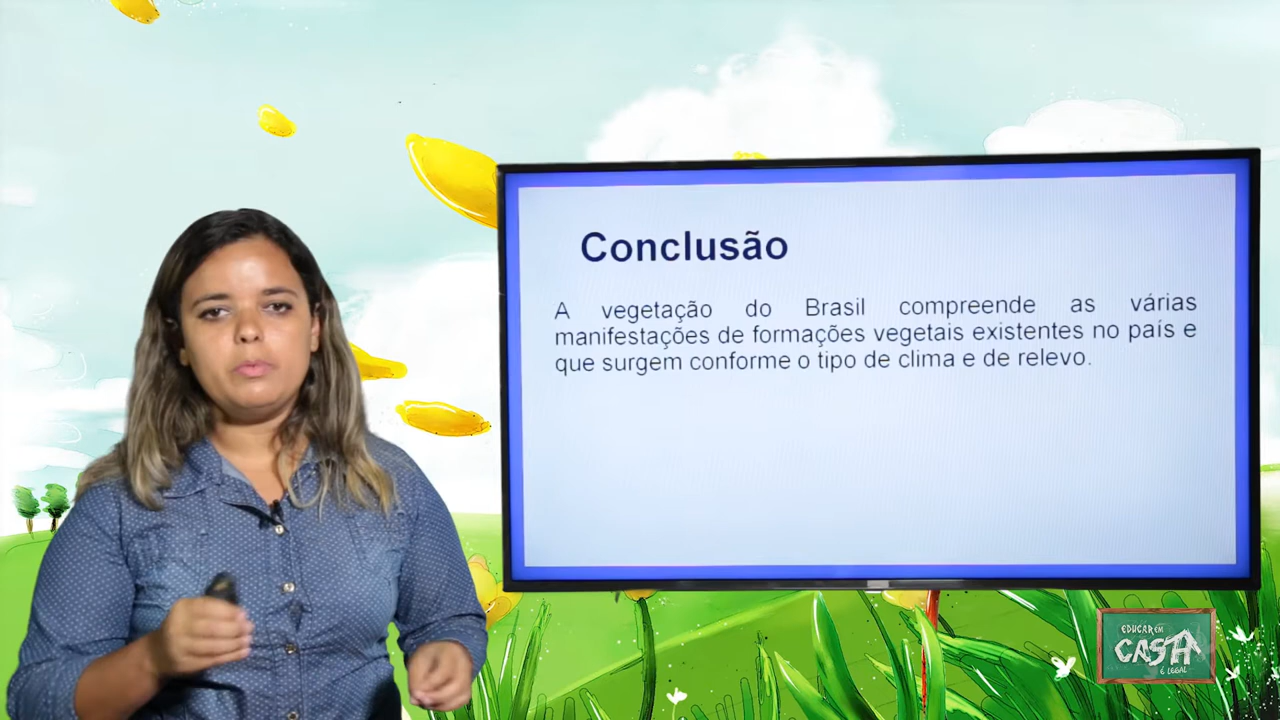 Conclusão
A vegetação do Brasil compreende as várias
manifestações de formações vegetais existentes no país e
que surgem conforme o tipo de clima e de relevo.
EDUCAR EM
CASA
É LEGAL